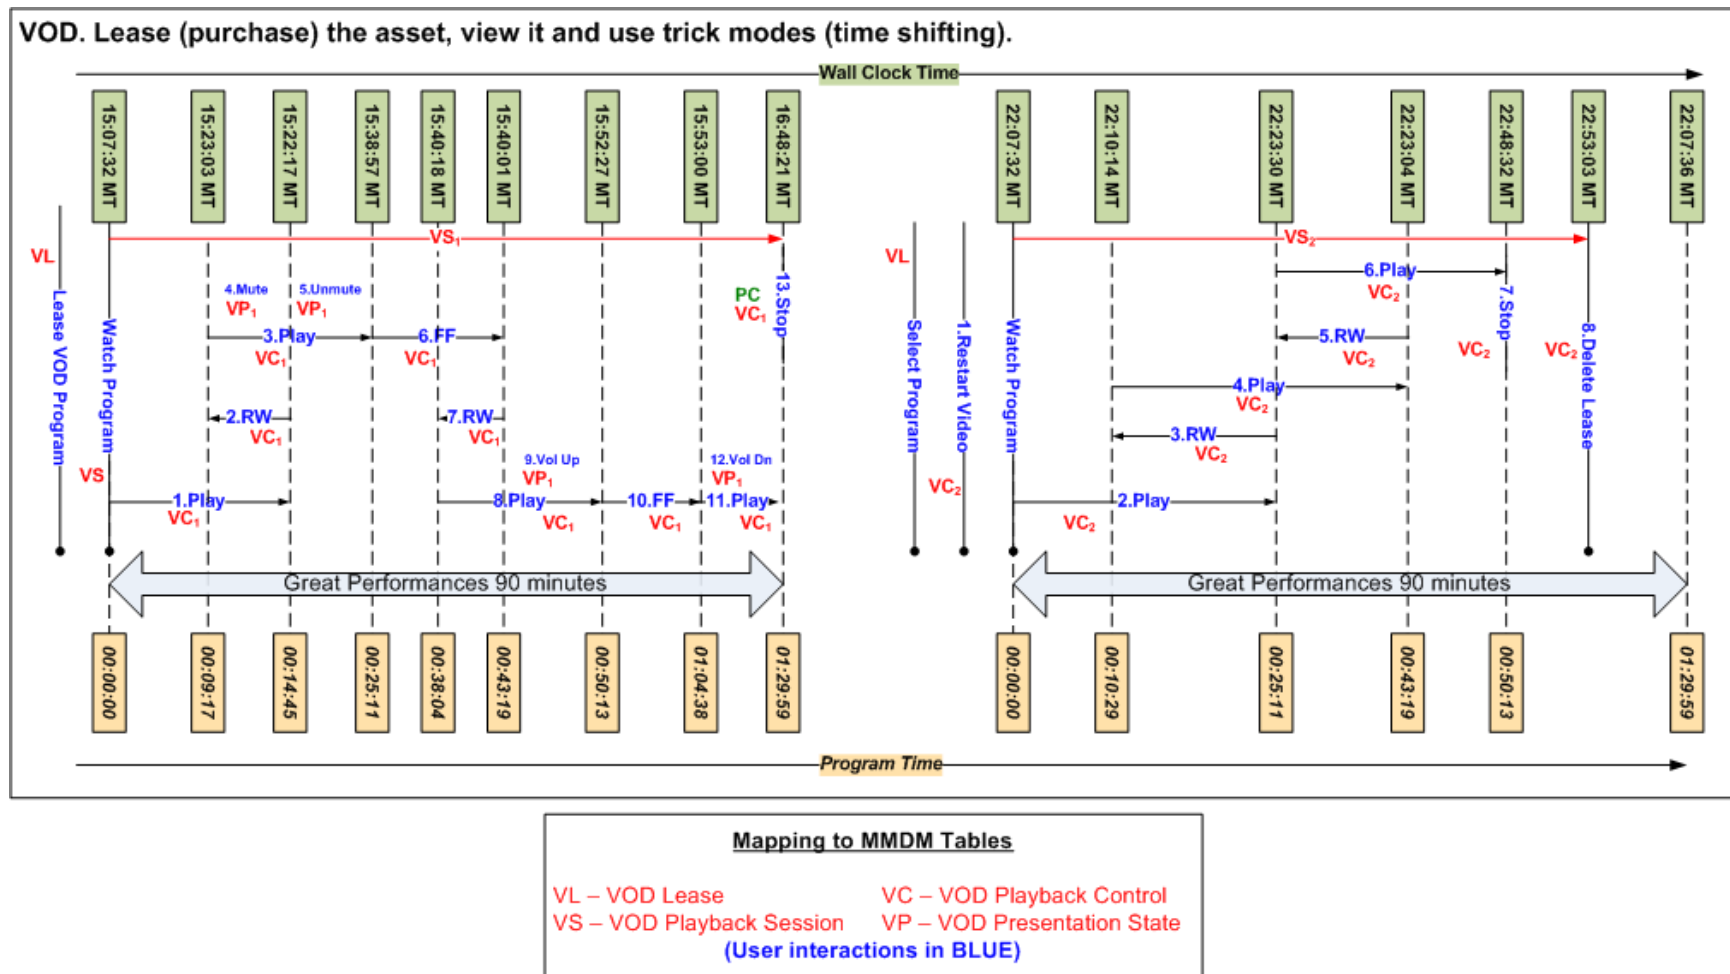 VOD. Lease (purchase) the asset, view it and use trick modes (time shifting).
Wall Clock Time
15:07:32 MT
15:23:03 MT
15:22:17 MT
15:38:57 MT
15:40:18 MT
15:40:01 MT
15:52:27 MT
15:53:00 MT
16:48:21 MT
22:07:32 MT
22:10:14 MT
22:23:30 MT
22:23:04 MT
22:48:32 MT
22:53:03 MT
22:07:36 MT
VS1
VS2
VL
Lease VOD Program
Watch Program
VS
4.Mute
VP1
5.Unmute
VP1
3.Play
VC1
6.FF
VC1
2.RW
VC1
7.RW
VC1
1.Play
VC1
9.Vol Up
VP1
8.Play
VC1
10.FF
VC1
12.Vol Dn
VP1
11.Play
VC1
PC
VC1
13.Stop
VL
Select Program
VC2
1.Restart Video
Watch Program
6.Play
VC2
7.Stop
VC2
5.RW
VC2
VC2
8.Delete Lease
4.Play
VC2
3.RW
VC2
2.Play
VC2
Great Performances 90 minutes
Great Performances 90 minutes
00:00:00
00:09:17
00:14:45
00:25:11
00:38:04
00:43:19
00:50:13
01:04:38
01:29:59
00:00:00
00:10:29
00:25:11
00:43:19
00:50:13
01:29:59
Program Time
Mapping to MMDM Tables
VL – VOD Lease
VC – VOD Playback Control
VS – VOD Playback Session
VP – VOD Presentation State
(User interactions in BLUE)